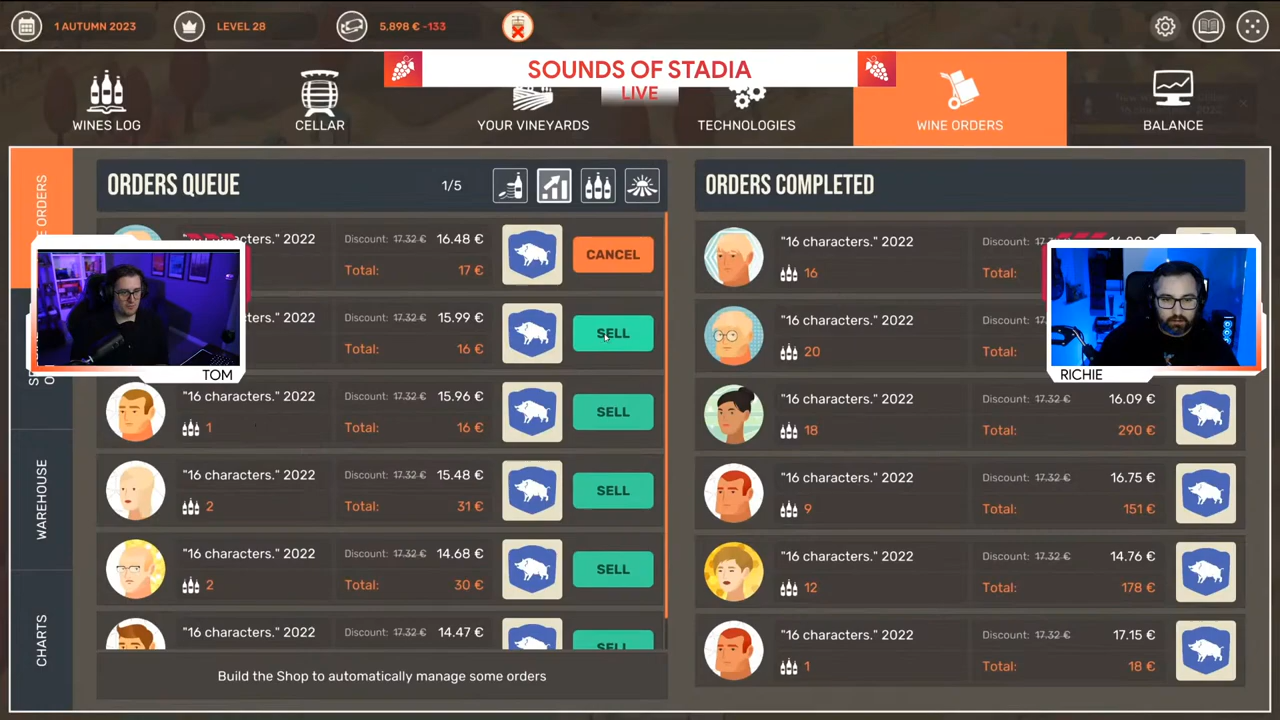 1 AUTUMN 2023
LEVEL 28
5,898 € -133
SOUNDS OF STADIA
LIVE
WINES LOG
CELLAR
YOUR VINEYARDS
TECHNOLOGIES
WINE ORDERS
BALANCE
ORDERS QUEUE
1/5
2022
Discount: 17.32 € 16.48 €
Total: 17 €
CANCEL
2022
Discount: 17.32 € 15.99 €
Total: 16 €
SELL
"16 characters." 2022
1
Discount: 17.32 € 15.96 €
Total: 16 €
SELL
"16 characters." 2022
2
Discount: 17.32 € 15.48 €
Total: 31 €
SELL
"16 characters." 2022
2
Discount: 17.32 € 14.68 €
Total: 30 €
SELL
"16 characters." 2022
Discount: 17.32 € 14.47 €
SELL
Build the Shop to automatically manage some orders
WAREHOUSE
CHARTS
TOM
ORDERS COMPLETED
"16 characters." 2022
16
Discount:
Total:
"16 characters." 2022
20
Discount:
Total:
"16 characters." 2022
18
Discount: 17.32 € 16.09 €
Total: 290 €
"16 characters." 2022
9
Discount: 17.32 € 16.75 €
Total: 151 €
"16 characters." 2022
12
Discount: 17.32 € 14.76 €
Total: 178 €
"16 characters." 2022
1
Discount: 17.32 € 17.15 €
Total: 18 €
RICHIE